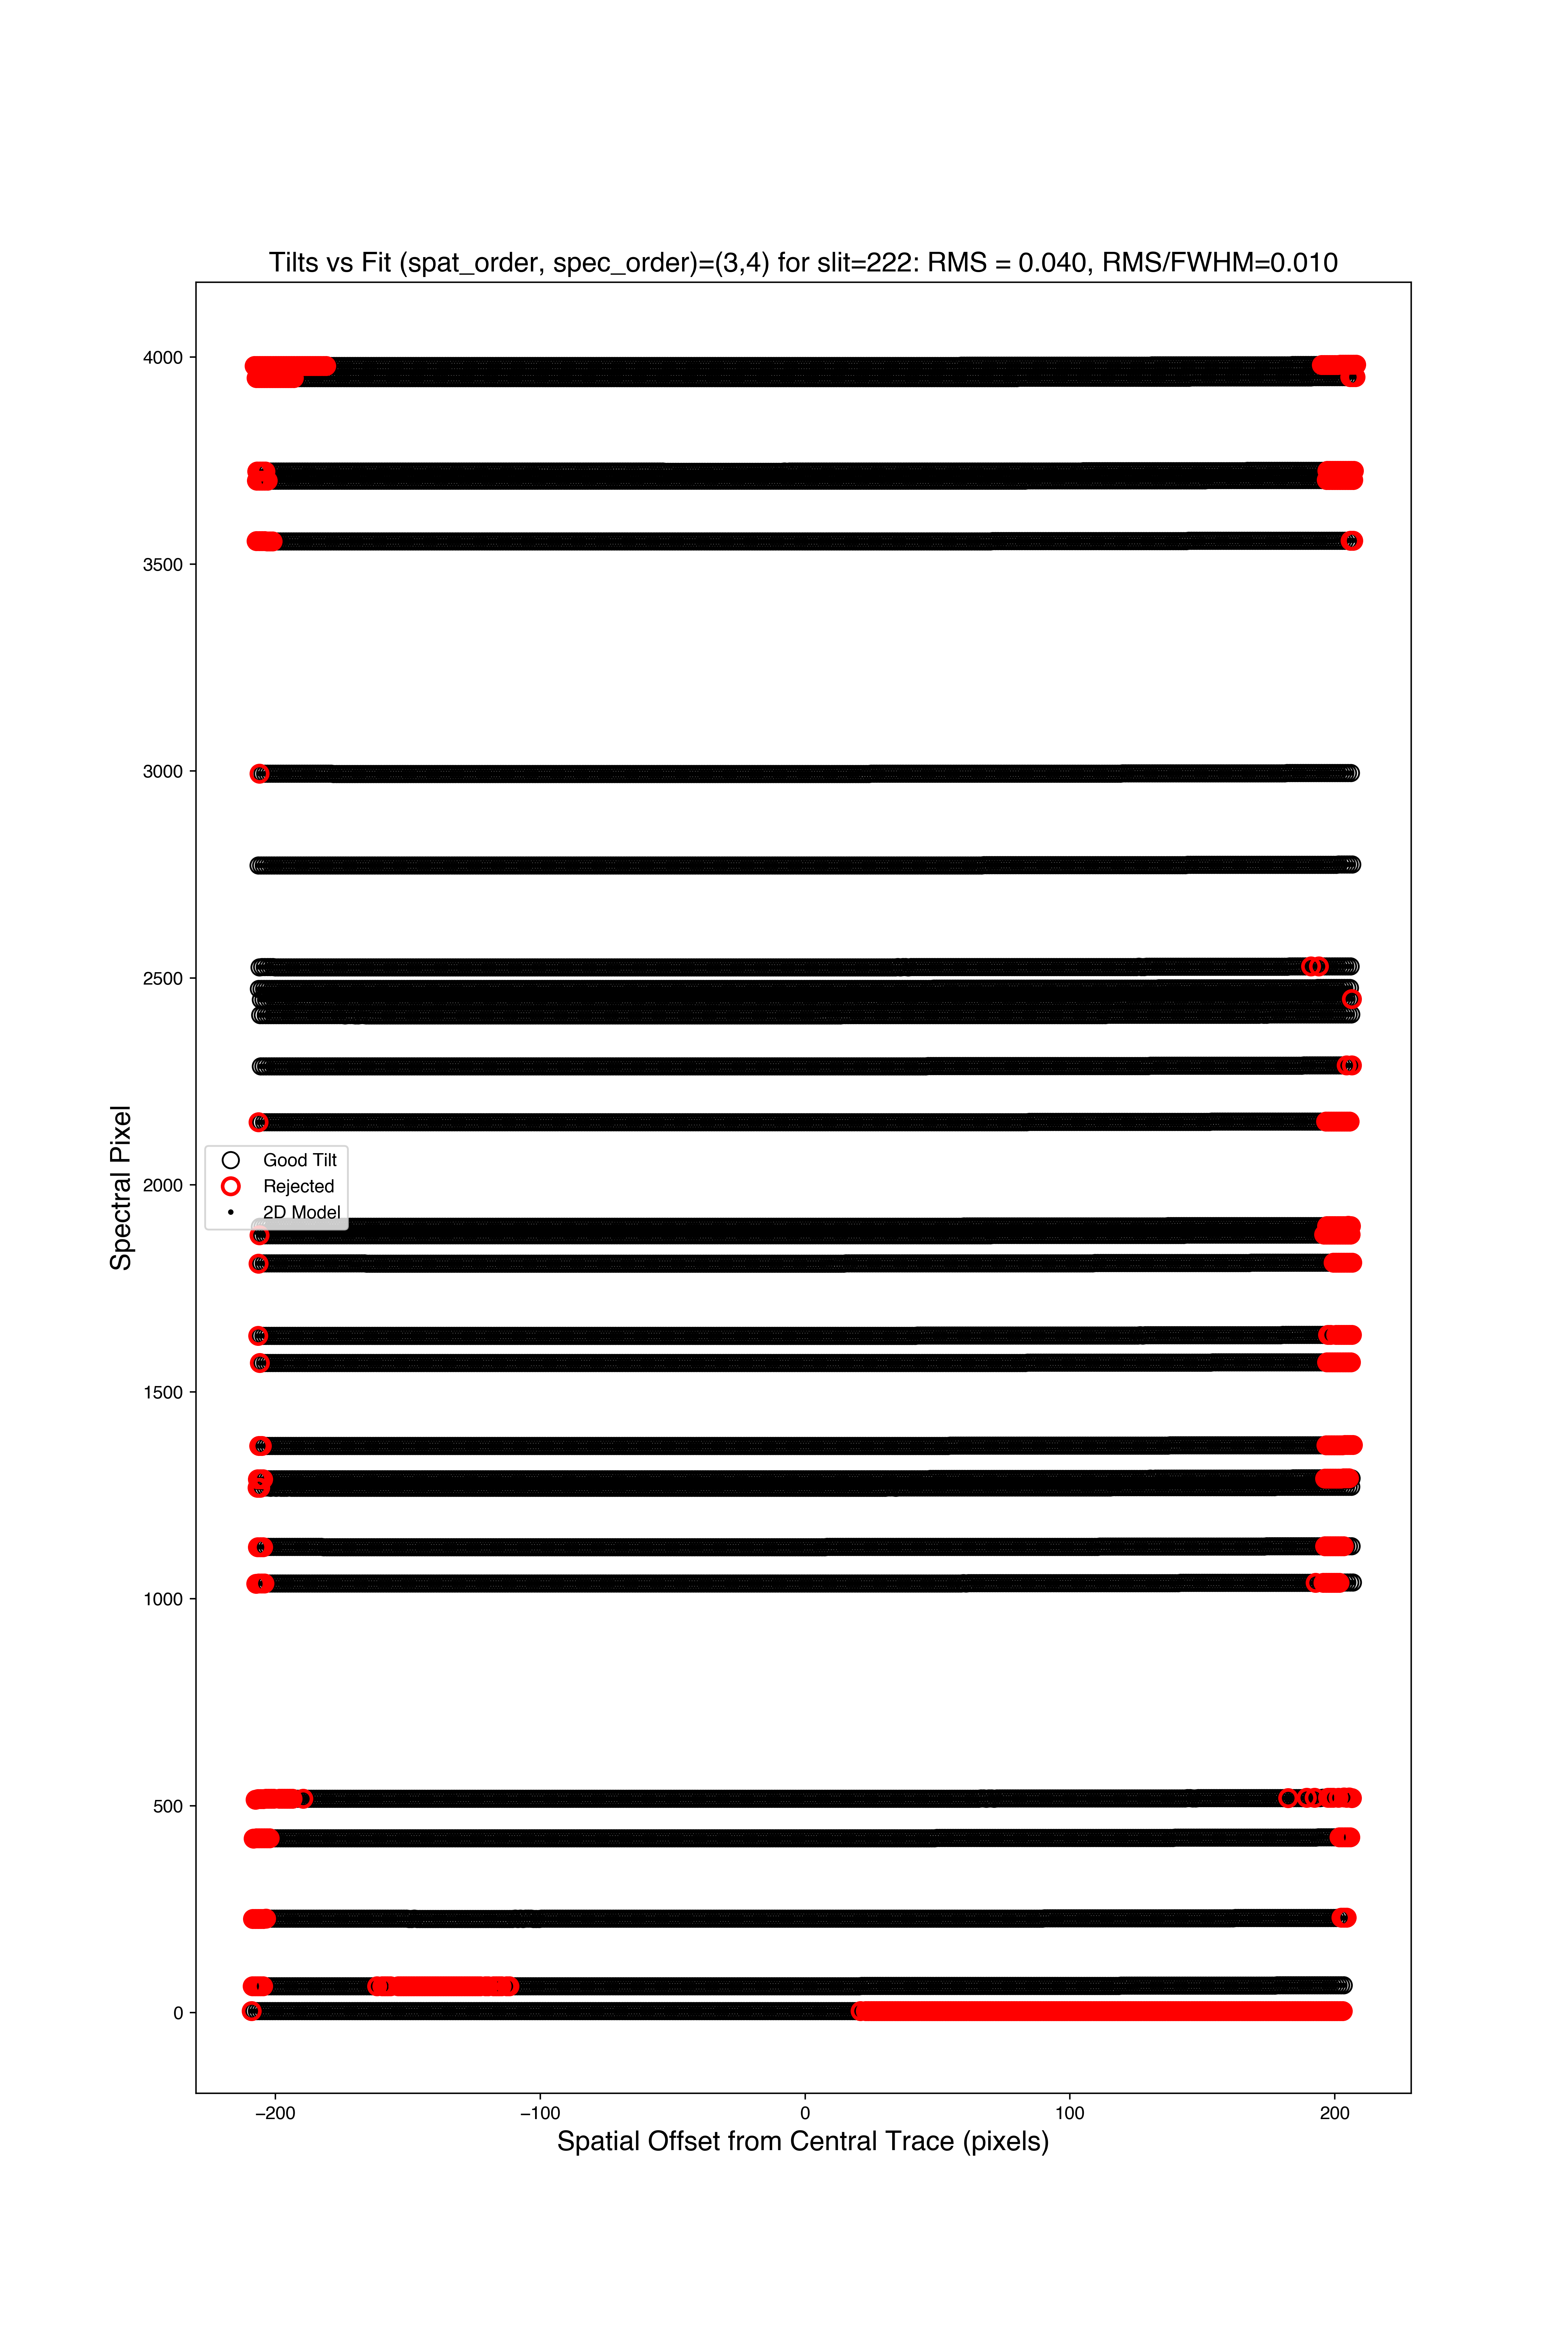 Tilts vs Fit (spat_order, spec_order)=(3,4) for slit=222: RMS = 0.040, RMS/FWHM=0.010
4000
3500
3000
2500
2000
1500
1000
500
0
Spectral Pixel
Good Tilt
Rejected
2D Model
−200
−100
0
100
200
Spatial Offset from Central Trace (pixels)